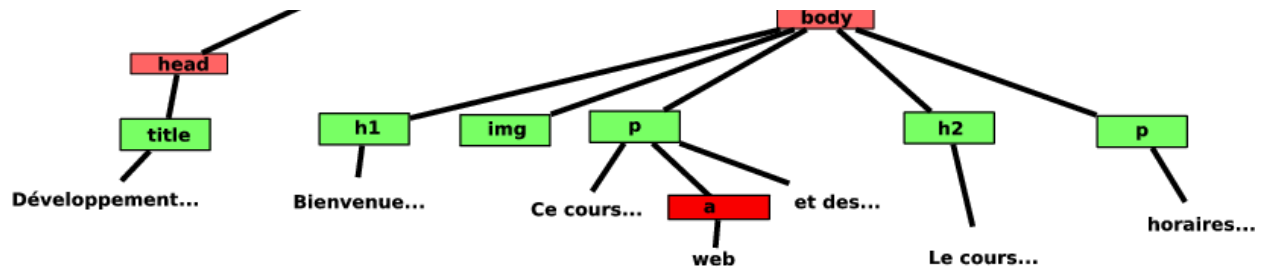 body
head
h1
img
p
h2
p
title
Développement...
Bienvenue...
Ce cours...
a
et des...
horaires...
web
Le cours...